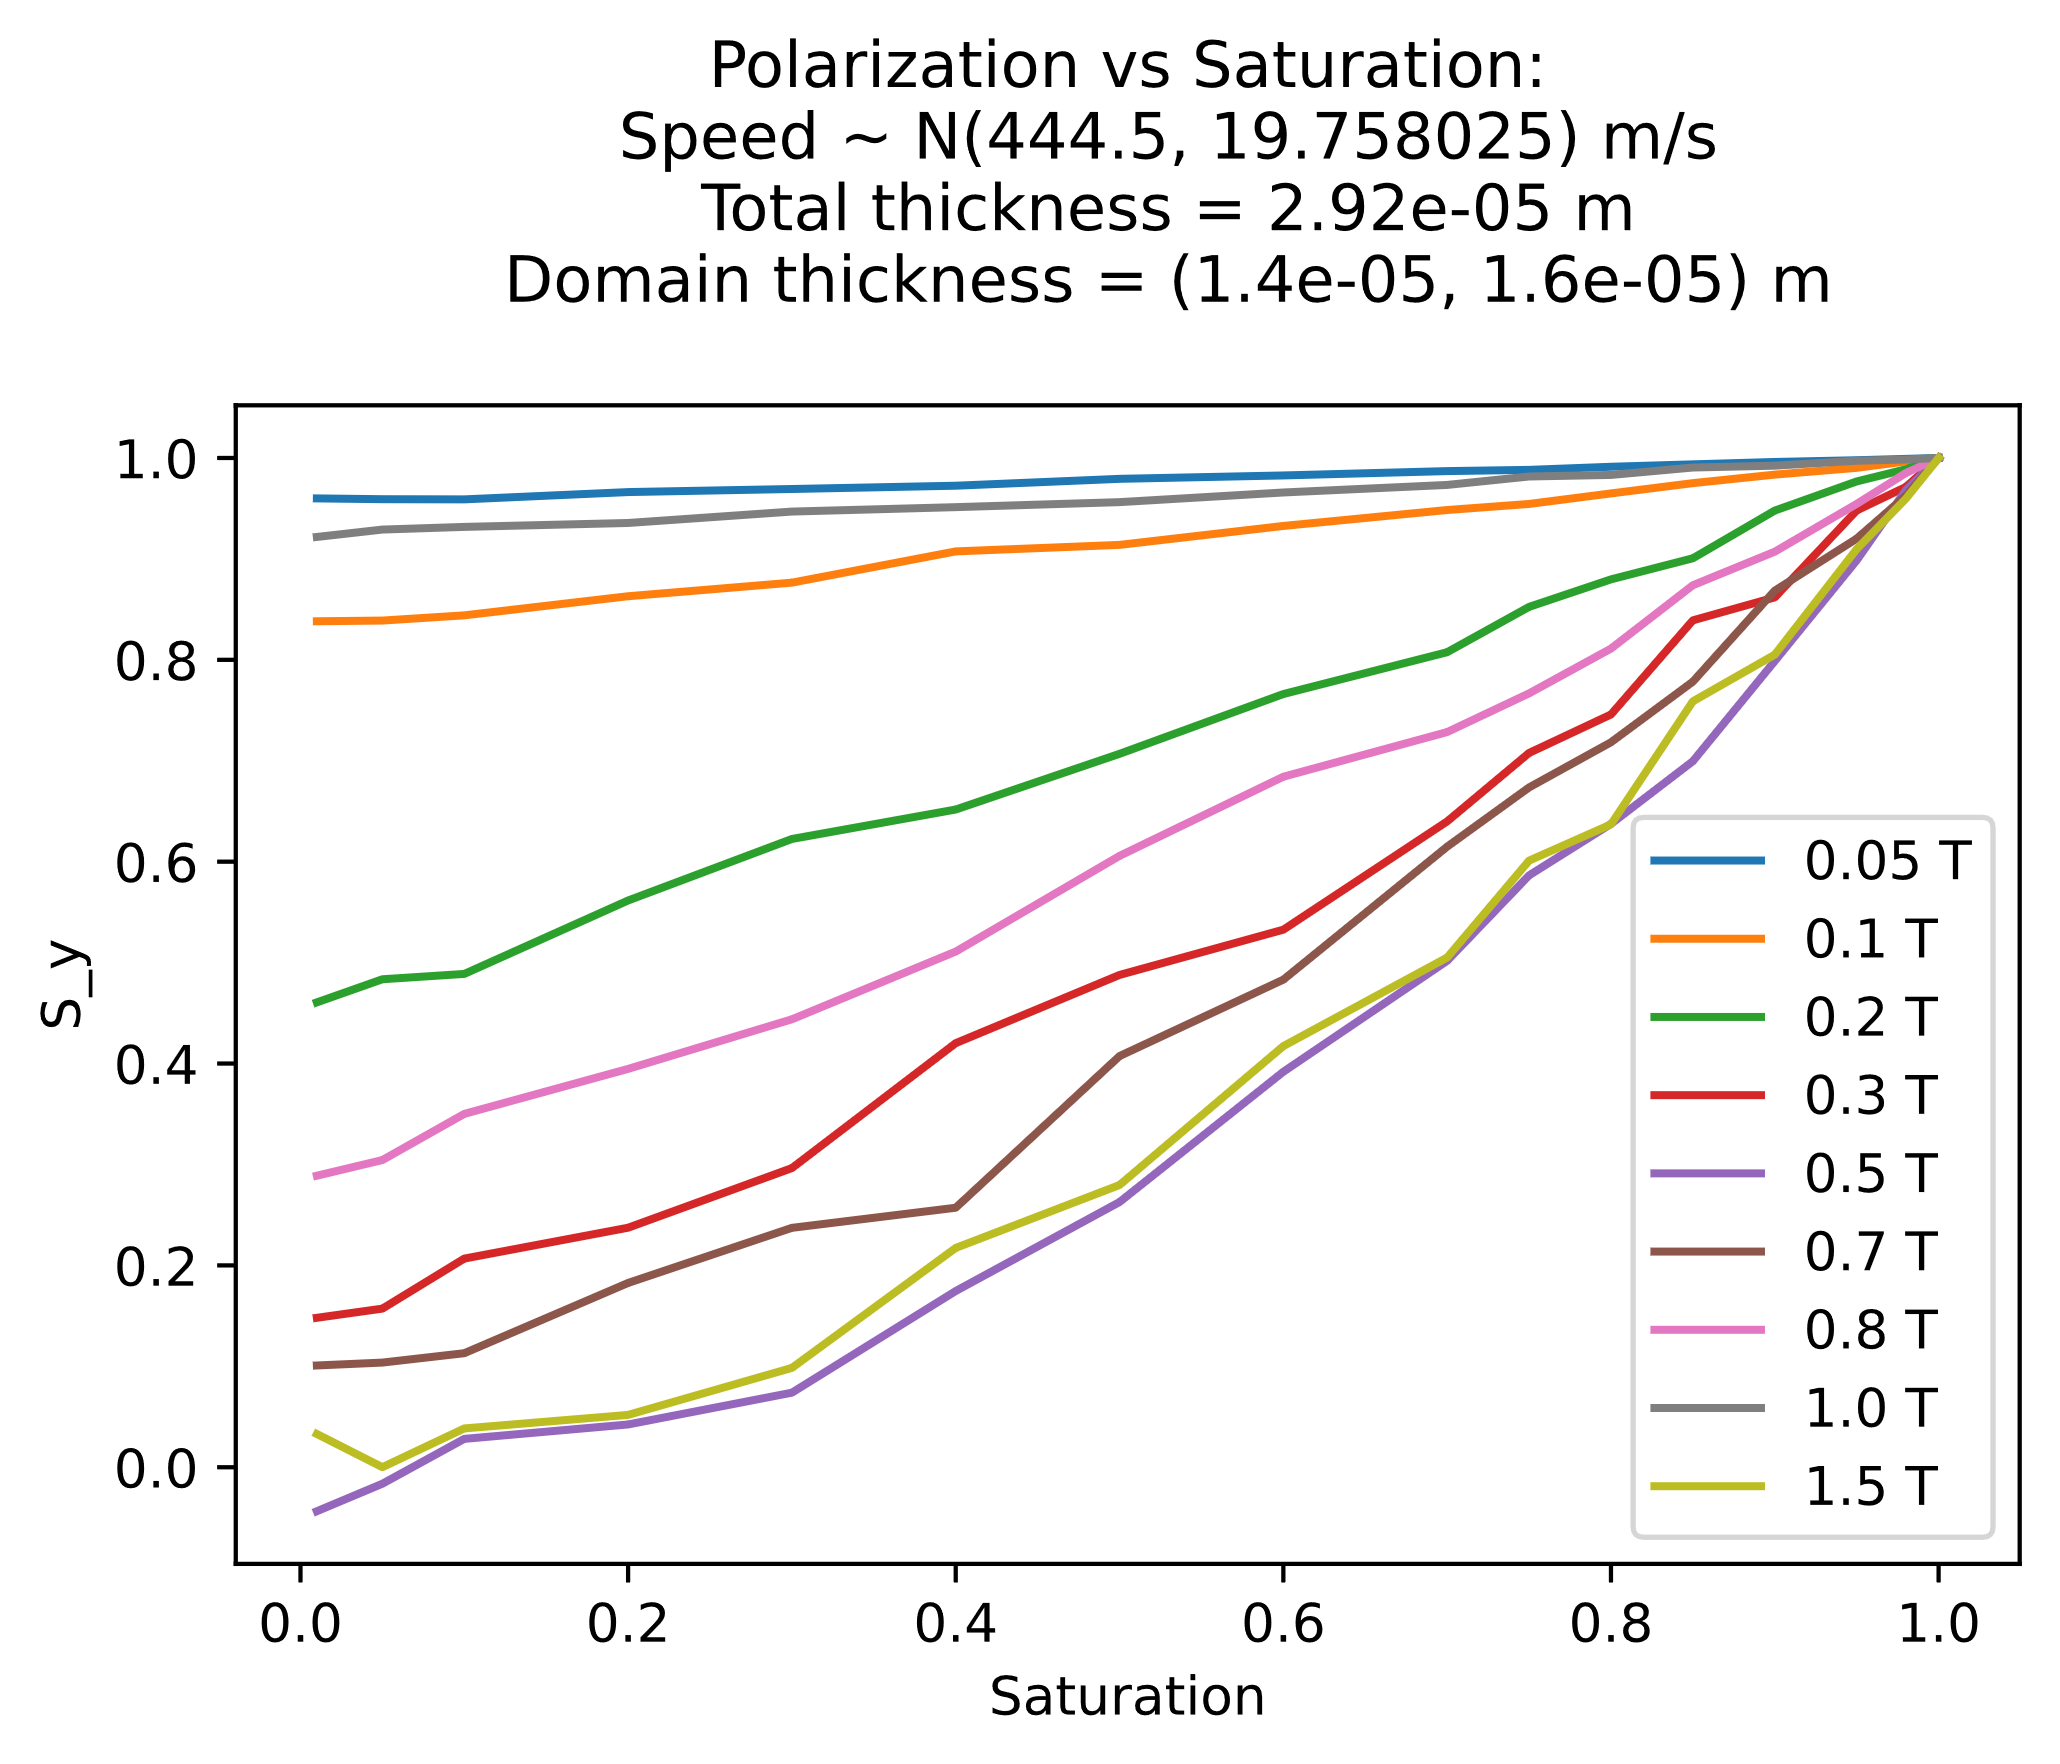 Polarization vs Saturation:
Speed ~ N(444.5, 19.758025) m/s
Total thickness = 2.92e-05 m
Domain thickness = (1.4e-05, 1.6e-05) m
1.0
0.8
0.6
0.4
0.2
0.0
S_y
0.05 T
0.1 T
0.2 T
0.3 T
0.5 T
0.7 T
0.8 T
1.0 T
1.5 T
0.0 0.2 0.4 0.6 0.8 1.0
Saturation